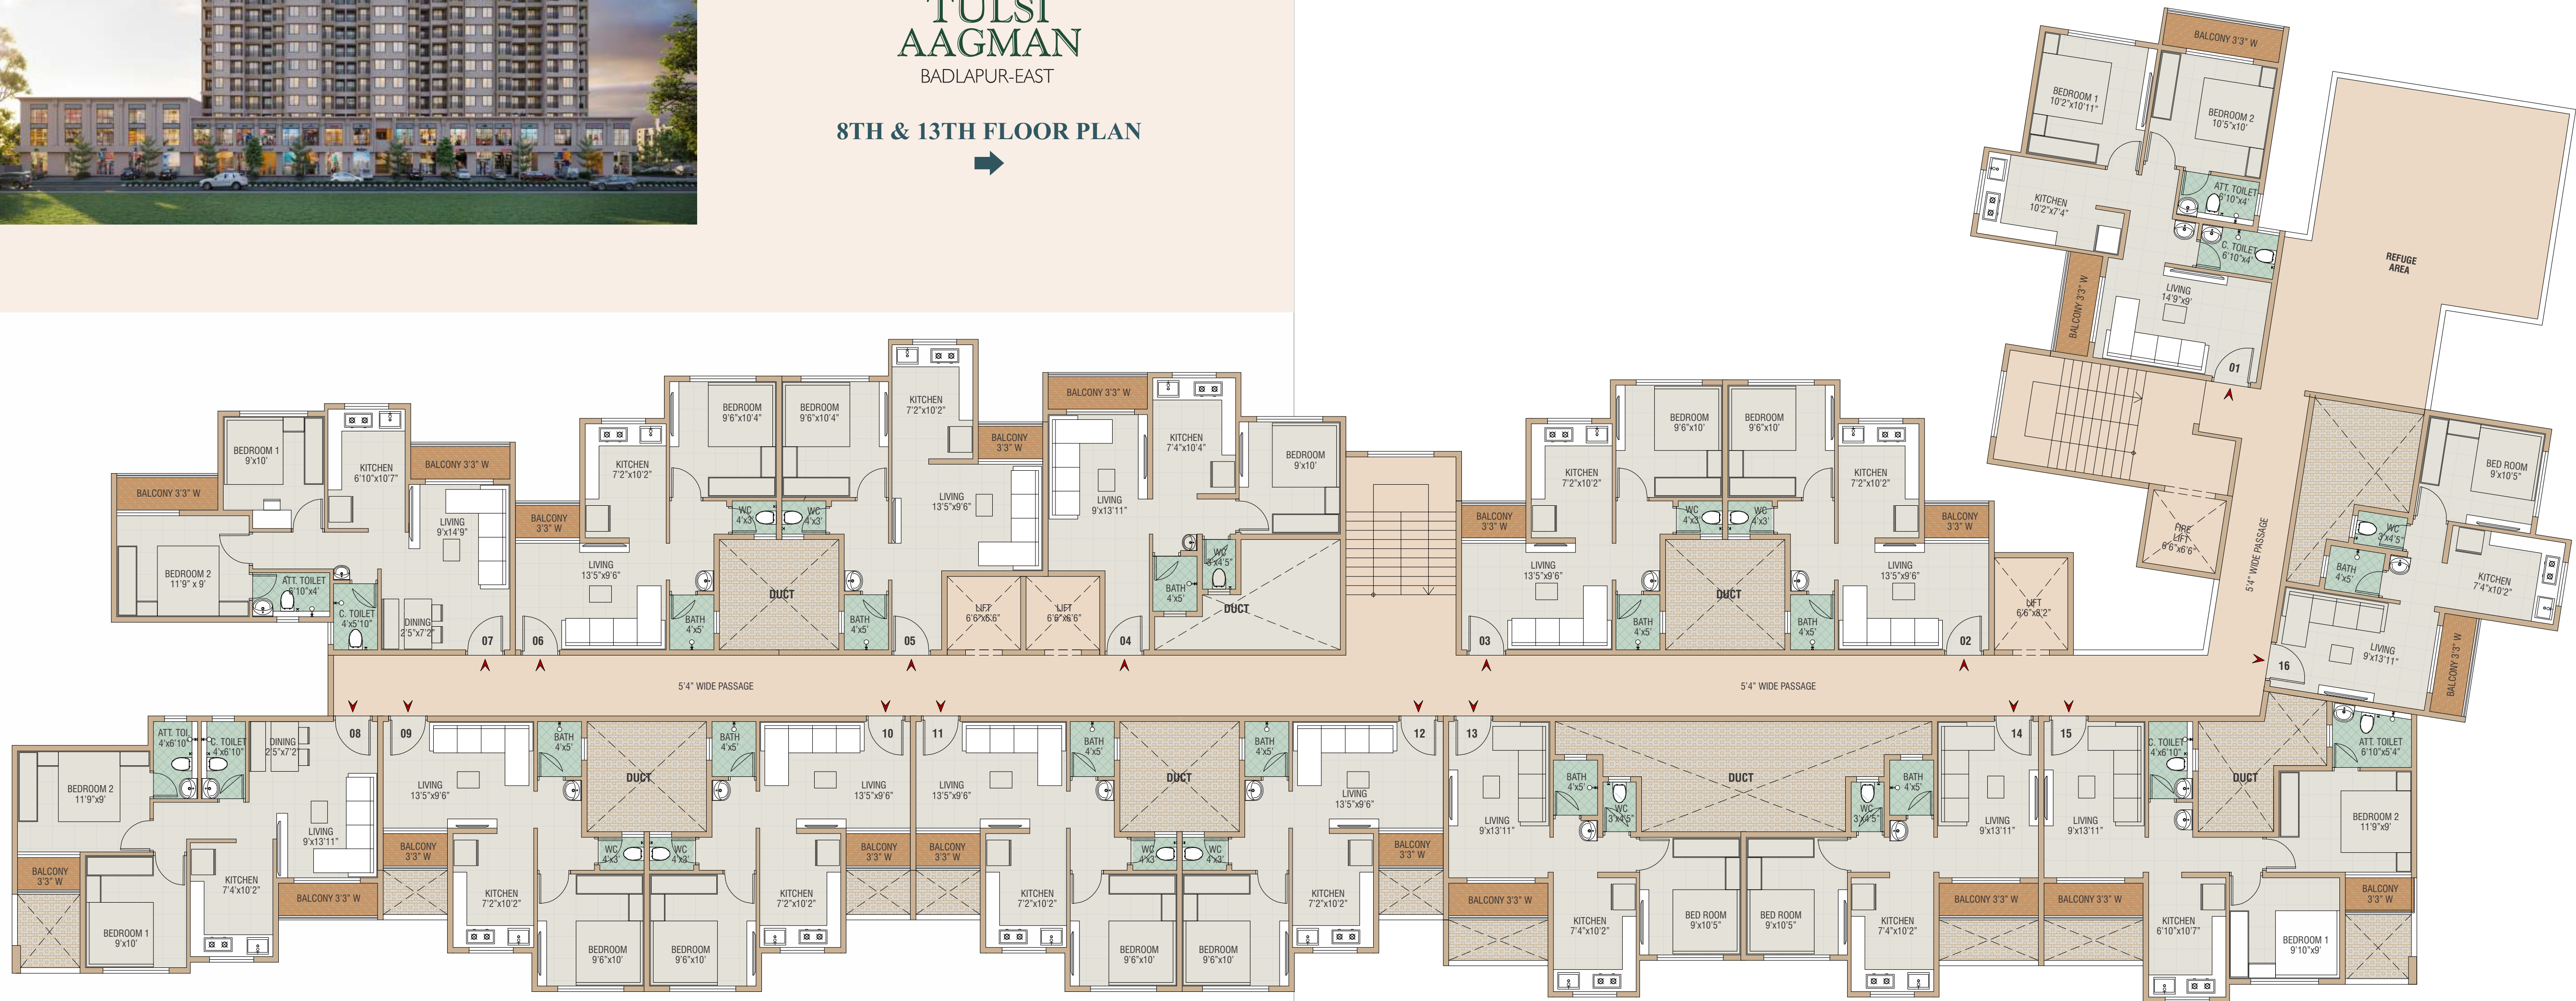 TULSI
AAGMAN
BADLAPUR-EAST
8TH & 13TH FLOOR PLAN
BALCONY 3'3" W
BEDROOM 1
10'2"x10'11"
BEDROOM 2
10'5"x10'
ATT. TOILET
6'10"x4'
KITCHEN
10'2"x7'4"
C. TOILET
6'10"x4'
BALCONY 3'3" W
LIVING
14'9"x9'
01
REFUGE
AREA
BEDROOM 1
9'x10'
KITCHEN
6'10"x10'7"
BALCONY 3'3" W
BALCONY 3'3" W
LIVING
9'x14'9"
BEDROOM 2
11'9" x 9'
ATT. TOILET
6'10"x4'
C. TOILET
4'x5'10"
DINING
2'5"x7'2"
07
BALCONY
3'3" W
KITCHEN
7'2"x10'2"
BEDROOM
9'6"x10'4"
WC
4'x3'
LIVING
13'5"x9'6"
BATH
4'x5'
06
DUCT
BEDROOM
9'6"x10'4"
WC
4'x3'
KITCHEN
7'2"x10'2"
BALCONY
3'3" W
LIVING
13'5"x9'6"
BATH
4'x5'
05
LIFT
6'6"x6'6"
LIFT
6'6"x6'6"
BALCONY 3'3" W
KITCHEN
7'4"x10'4"
BEDROOM
9'x10'
LIVING
9'x13'11"
WC
3'x4'5"
BATH
4'x5'
DUCT
04
BEDROOM
9'6"x10'
KITCHEN
7'2"x10'2"
BALCONY
3'3" W
WC
4'x3'
LIVING
13'5"x9'6"
BATH
4'x5'
03
DUCT
BEDROOM
9'6"x10'
KITCHEN
7'2"x10'2"
WC
4'x3'
BALCONY
3'3" W
LIVING
13'5"x9'6"
BATH
4'x5'
02
LIFT
6'6"x8'2"
FIRE
LIFT
6'6"x6'6"
5'4" WIDE PASSAGE
BED ROOM
9'x10'5"
WC
3'x4'5"
BATH
4'x5'
KITCHEN
7'4"x10'2"
LIVING
9'x13'11"
BALCONY 3'3" W
16
5'4" WIDE PASSAGE
5'4" WIDE PASSAGE
ATT. TOI.
4'x6'10"
C. TOILET
4'x6'10"
DINING
2'5"x7'2"
08
BEDROOM 2
11'9"x9'
LIVING
9'x13'11"
BALCONY
3'3" W
KITCHEN
7'4'x10'2"
BALCONY 3'3" W
BEDROOM 1
9'x10'
09
BATH
4'x5'
LIVING
13'5"x9'6"
BALCONY
3'3" W
WC
4'x3'
KITCHEN
7'2"x10'2"
BEDROOM
9'6"x10'
DUCT
BATH
4'x5'
10
LIVING
13'5"x9'6"
WC
4'x3'
BALCONY
3'3" W
KITCHEN
7'2"x10'2"
BEDROOM
9'6"x10'
11
BATH
4'x5'
LIVING
13'5"x9'6"
BALCONY
3'3" W
WC
4'x3'
KITCHEN
7'2"x10'2"
BEDROOM
9'6"x10'
DUCT
BATH
4'x5'
12
LIVING
13'5"x9'6"
WC
4'x3'
BALCONY
3'3" W
KITCHEN
7'2"x10'2"
BEDROOM
9'6"x10'
13
BATH
4'x5'
LIVING
9'x13'11"
WC
3'x4'5"
BALCONY 3'3" W
KITCHEN
7'4"x10'2"
BED ROOM
9'x10'5"
DUCT
14
BATH
4'x5'
WC
3'x4'5"
LIVING
9'x13'11"
BED ROOM
9'x10'5"
KITCHEN
7'4"x10'2"
BALCONY 3'3" W
15
C. TOILET
4'x6'10"
LIVING
9'x13'11"
BALCONY 3'3" W
KITCHEN
6'10"x10'7"
DUCT
ATT. TOILET
6'10"x5'4"
BEDROOM 2
11'9"x9'
BALCONY
3'3" W
BEDROOM 1
9'10"x9'